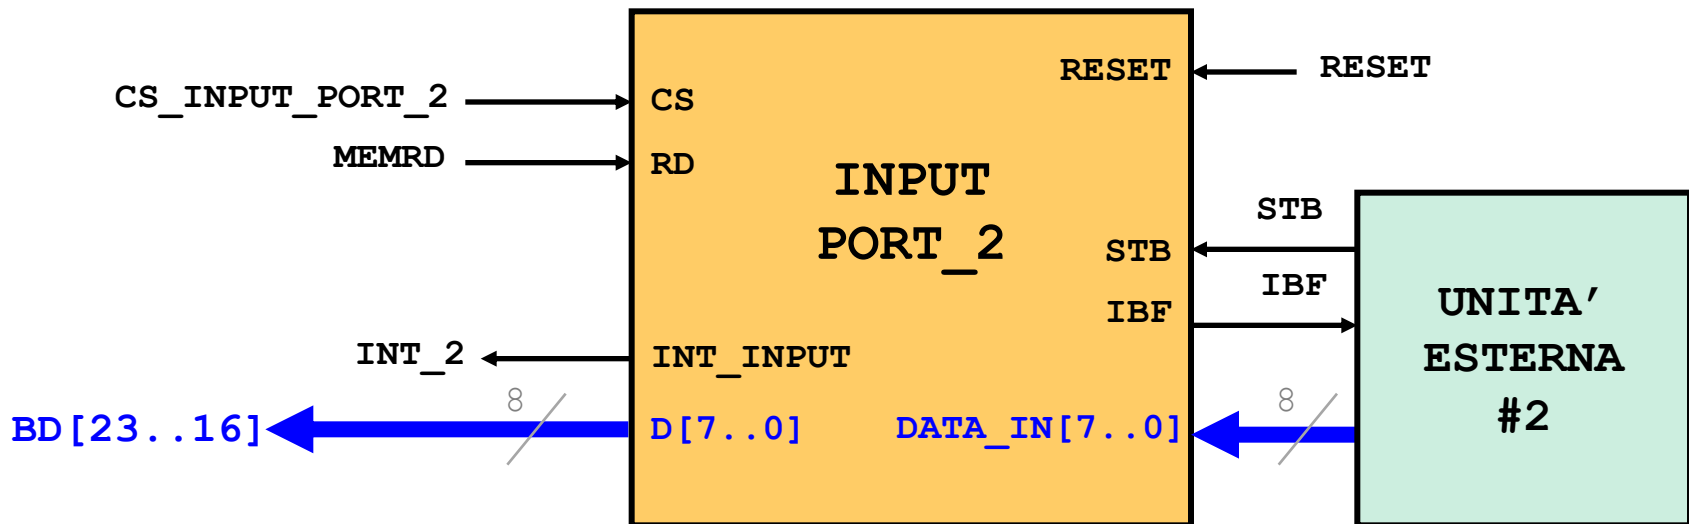 RESET
RESET
CS_INPUT_PORT_2
CS
MEMRD
RD
INPUT
PORT_2
STB
STB
IBF
IBF
UNITA’
ESTERNA
#2
INT_2
INT_INPUT
8
8
BD[23..16]
D[7..0]
DATA_IN[7..0]